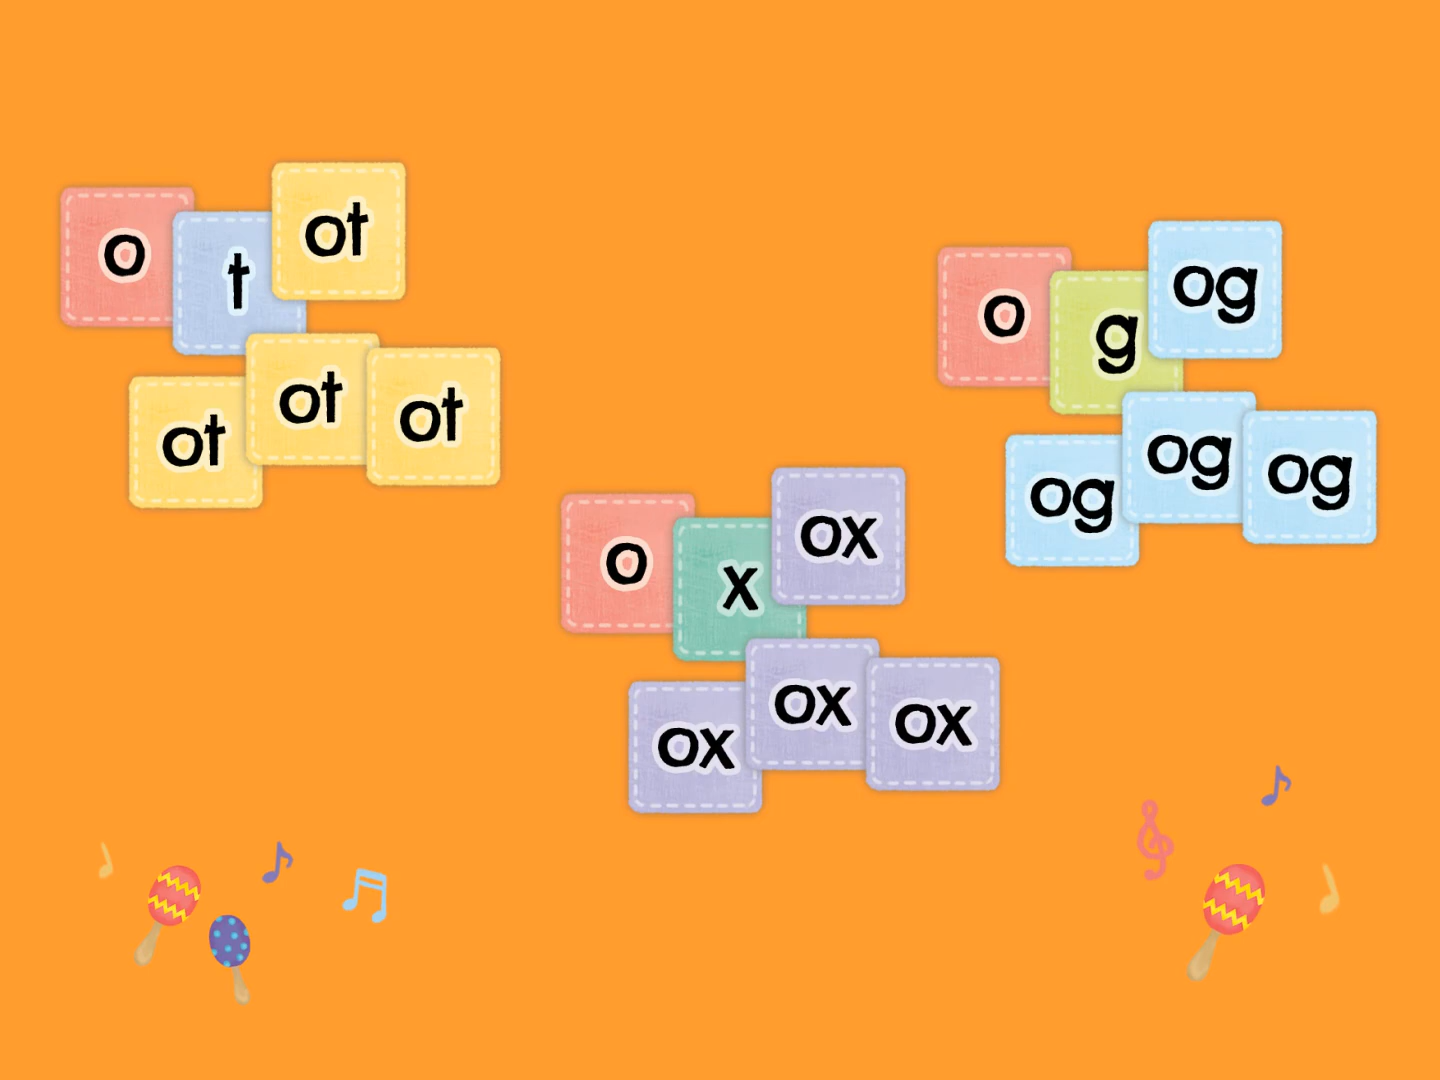 o t ot
ot ot ot
o x ox
ox ox ox
o g og
og og og